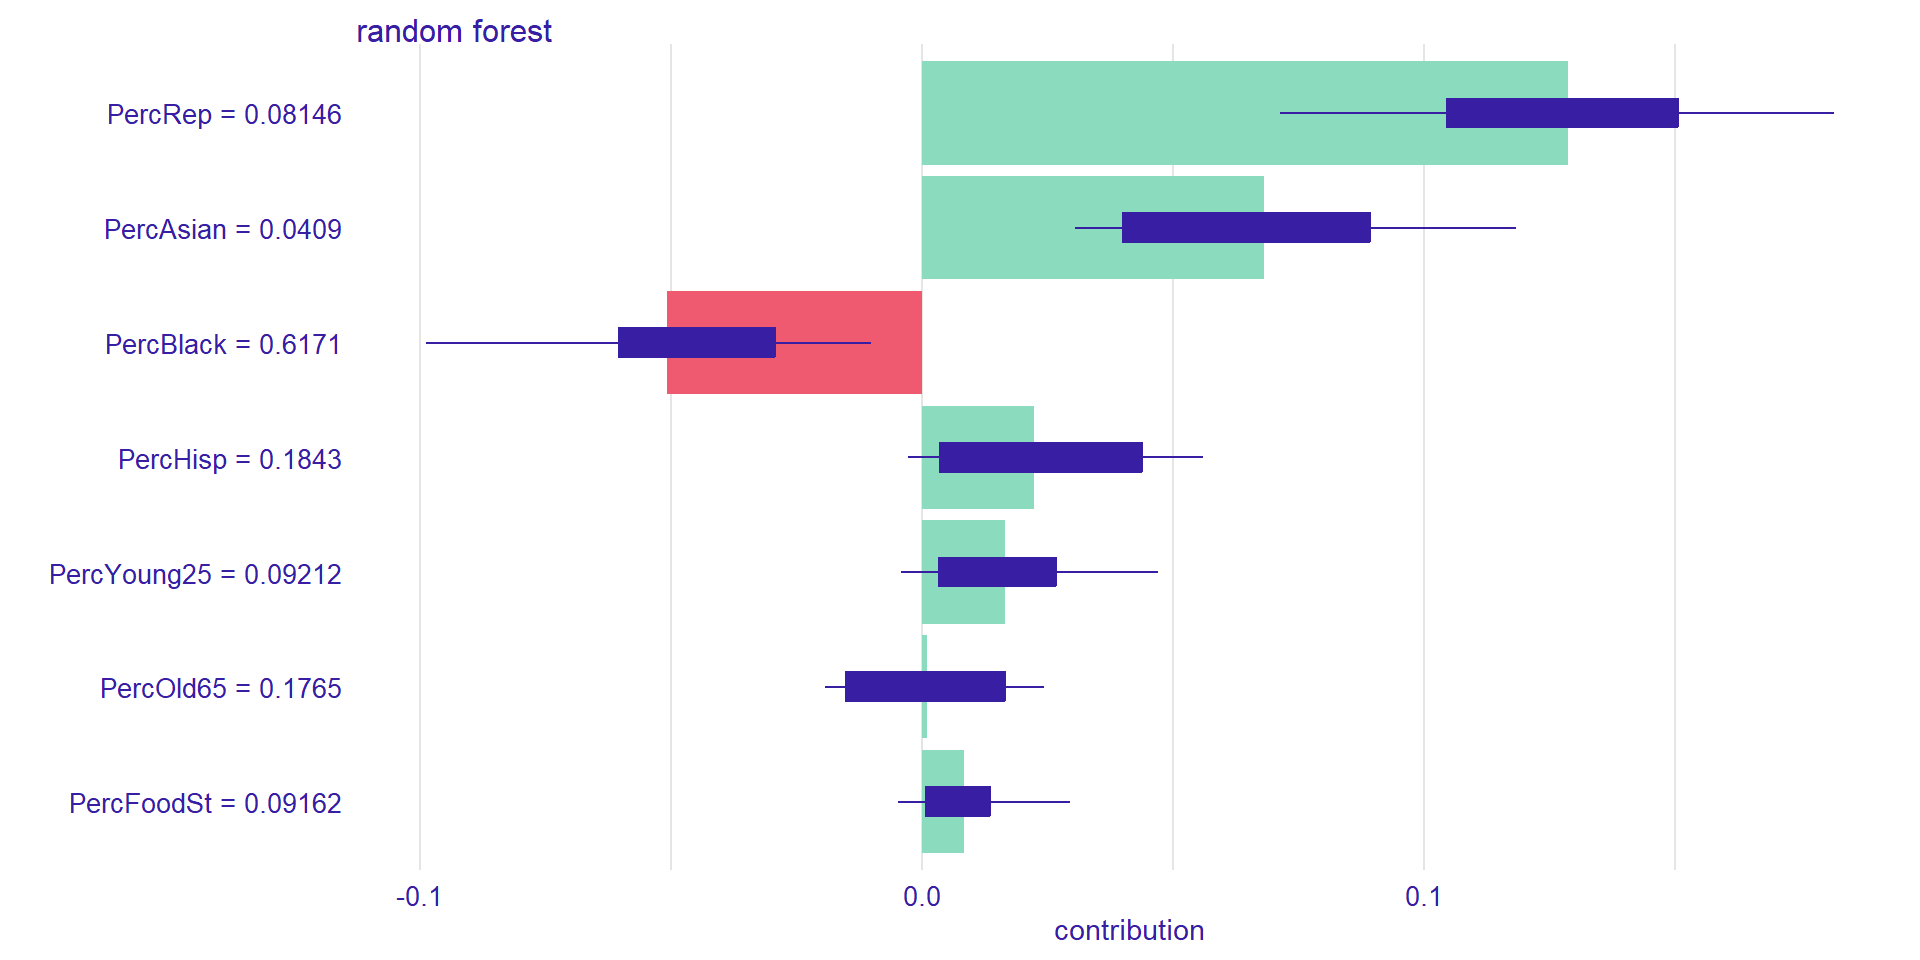 random forest
PercRep = 0.08146
PercAsian = 0.0409
PercBlack = 0.6171
PercHisp = 0.1843
PercYoung25 = 0.09212
PercOld65 = 0.1765
PercFoodSt = 0.09162
-0.1 0.0 0.1
contribution